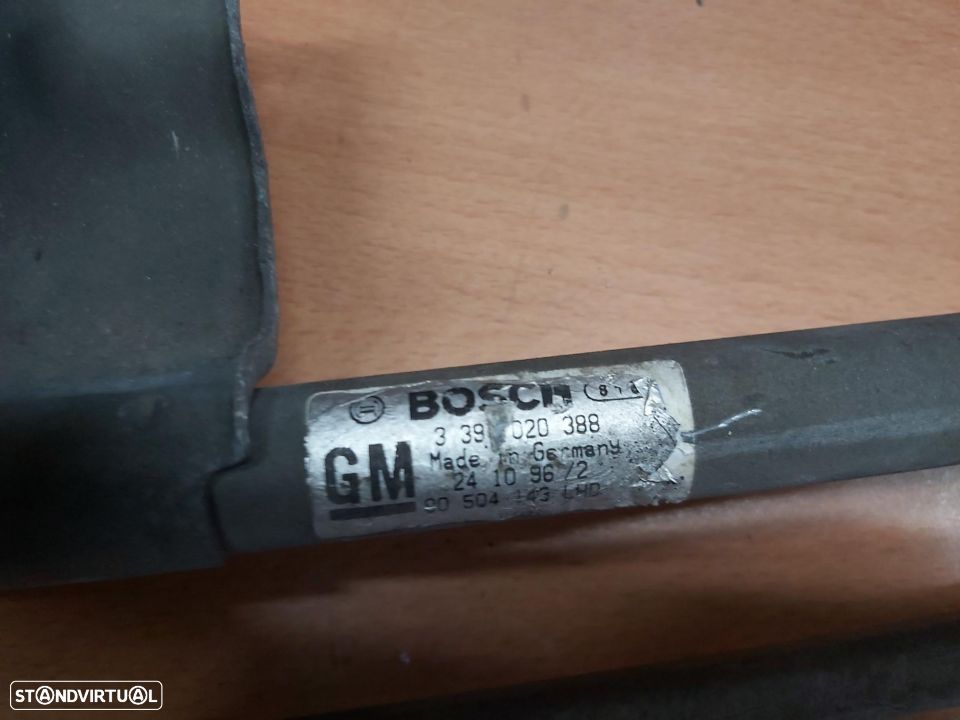 BOSCH
GM
3 39 020 388
Made in Germany
24 10 96 /2
90 504 143 LHD
STANDVIRTUAL